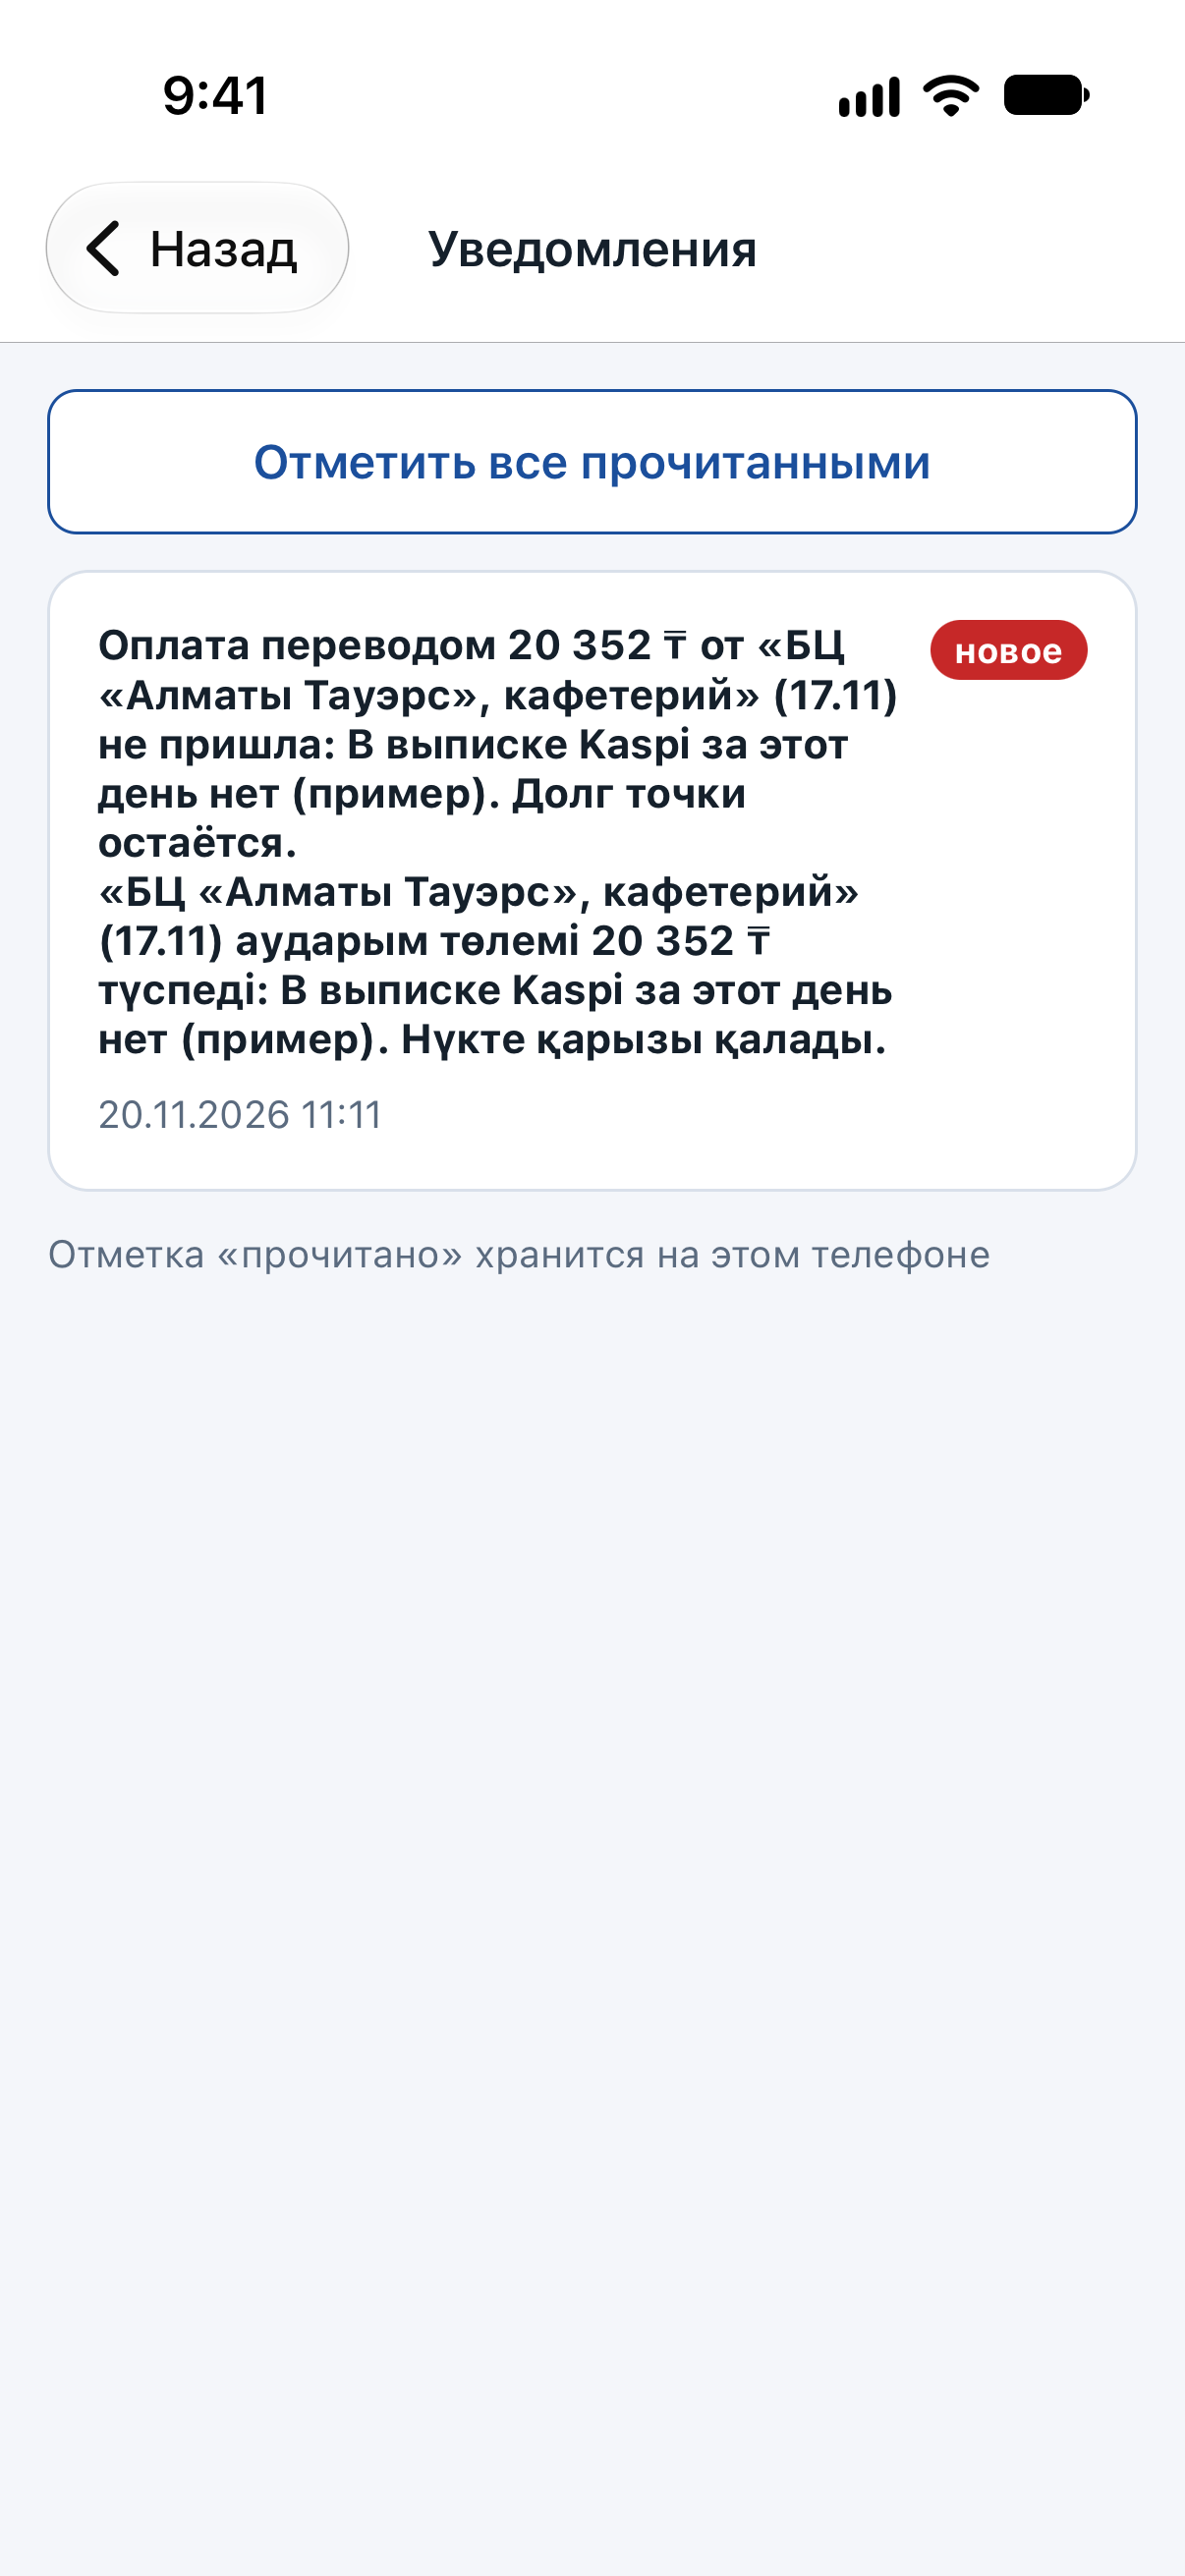 9:41
Назад
Уведомления
Отметить все прочитанными
Оплата переводом 20 352 ₸ от «БЦ
«Алматы Тауэрс», кафетерий» (17.11)
не пришла: В выписке Kaspi за этот
день нет (пример). Долг точки
остаётся.
«БЦ «Алматы Тауэрс», кафетерий»
(17.11) аударым төлемі 20 352 ₸
түспеді: В выписке Kaspi за этот день
нет (пример). Нүкте қарызы қалады.
новое
20.11.2026 11:11
Отметка «прочитано» хранится на этом телефоне